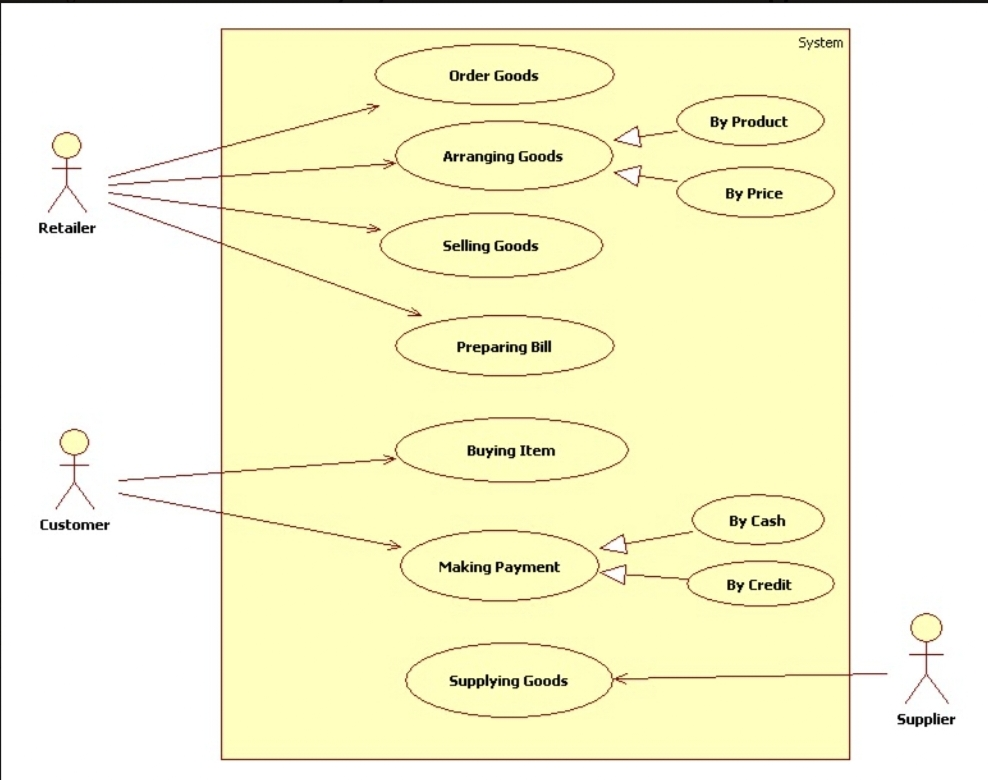 System
Order Goods
By Product
Arranging Goods
By Price
Retailer
Selling Goods
Preparing Bill
Buying Item
Customer
By Cash
Making Payment
By Credit
Supplying Goods
Supplier